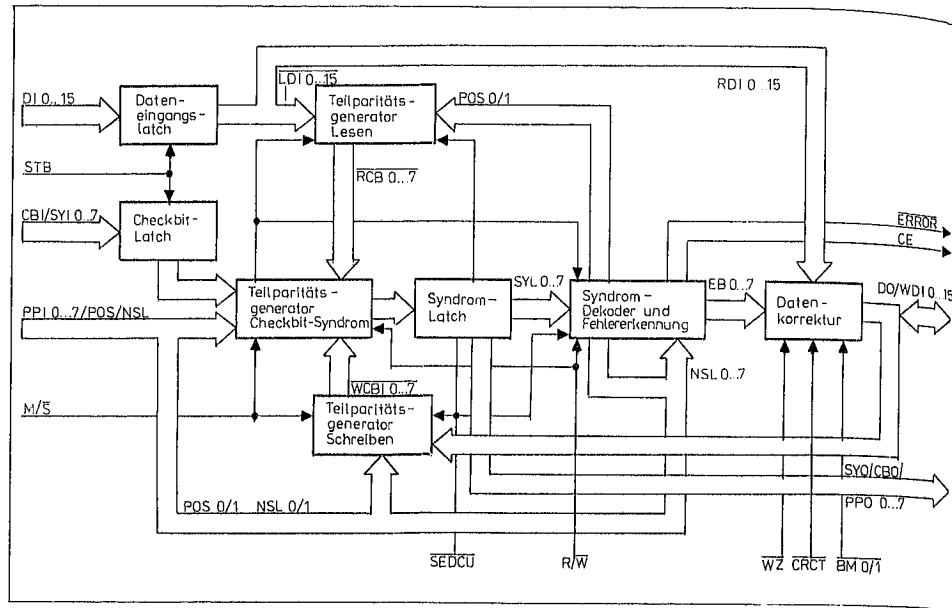 LDI 0...15
RDI 0...15
DI 0...15
Daten-
eingangs-
latch
Teilparitäts-
generator
Lesen
POS 0/1
STB
RCB 0...7
CBI/SYI 0...7
Checkbit-
Latch
ERROR
CE
PPI 0...7/POS/NSL
Teilparitäts-
generator
Checkbit-Syndrom
Syndrom-
Latch
SYL 0...7
Syndrom-
Dekoder und
Fehlererkennung
EB 0...7
Daten-
korrektur
DO/WDI 0...15
NSL 0...7
WCBI 0...7
M/S
Teilparitäts-
generator
Schreiben
SYO/CBO/
PPO 0...7
POS 0/1 NSL 0/1
SEDCU
R/W
WZ
CRCT
BM 0/1